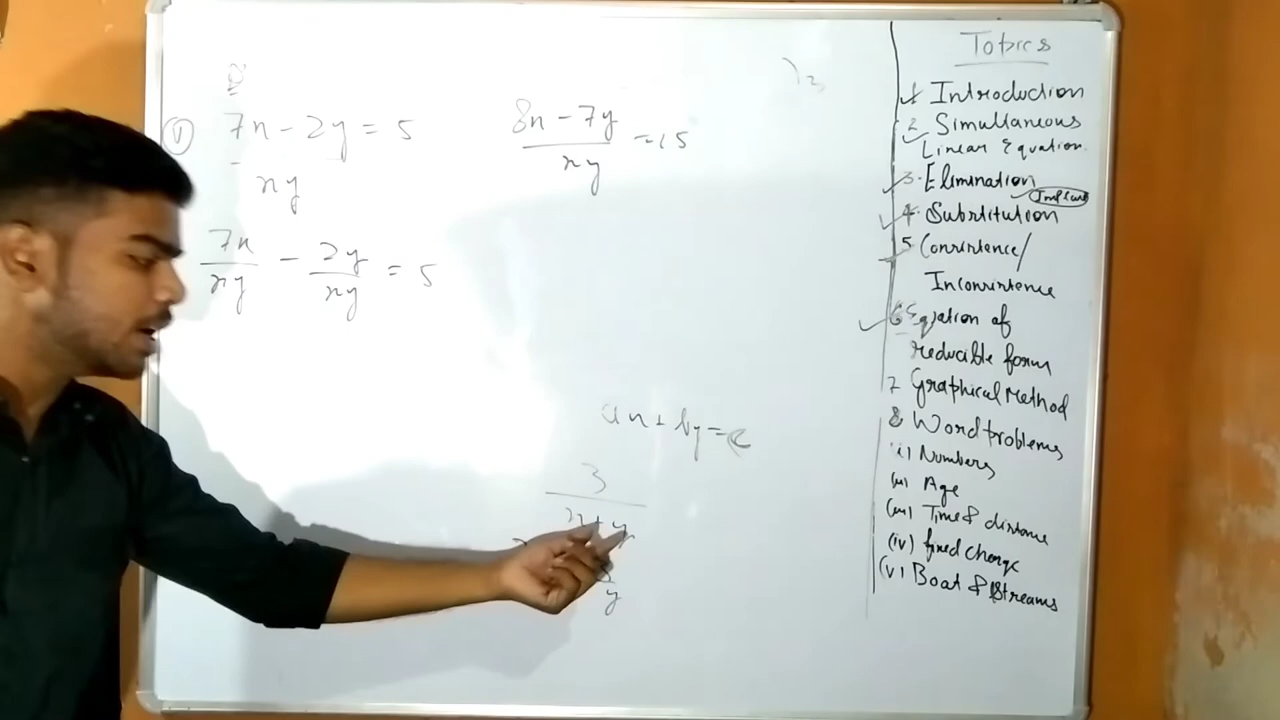 Q
(v) 7x - 2y = 5
xy
8x - 7y = 15
xy
7x/xy - 2y/xy = 5
ax + by = c
3
x + y
y
Topics
1 Introduction
2 Simultaneous
Linear Equation.
3. Elimination
4. Substitution
5 Consistence/
Inconsistence
6 Equation of
reducible form
7 Graphical Method
8 Word problems
(i) Numbers
(ii) Age
(iii) Time & distance
(iv) fixed charge
(v) Boat & Streams